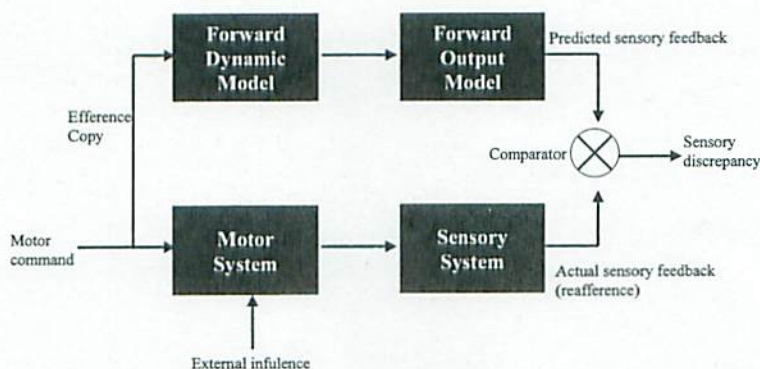 Forward
Dynamic
Model
Forward
Output
Model
Predicted sensory feedback
Efference
Copy
Comparator
Sensory
discrepancy
Motor
command
Motor
System
Sensory
System
Actual sensory feedback
(reafference)
External infulence